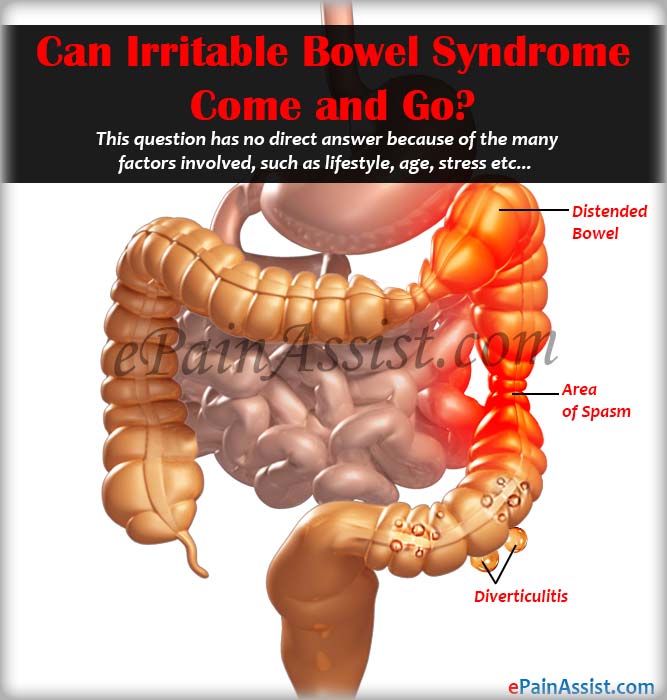 Can Irritable Bowel Syndrome
Come and Go?
This question has no direct answer because of the many
factors involved, such as lifestyle, age, stress etc...
Distended
Bowel
ePainAssist.com
Area
of Spasm
Diverticulitis
ePainAssist.com